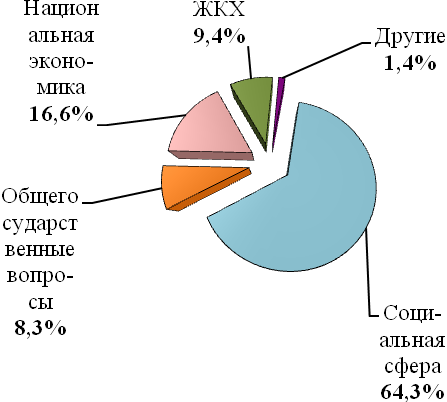 Национ
альная
эконо-
мика
16,6%
ЖКХ
9,4%
Другие
1,4%
Общего
сударст
венные
вопро-
сы
8,3%
Соци-
альная
сфера
64,3%